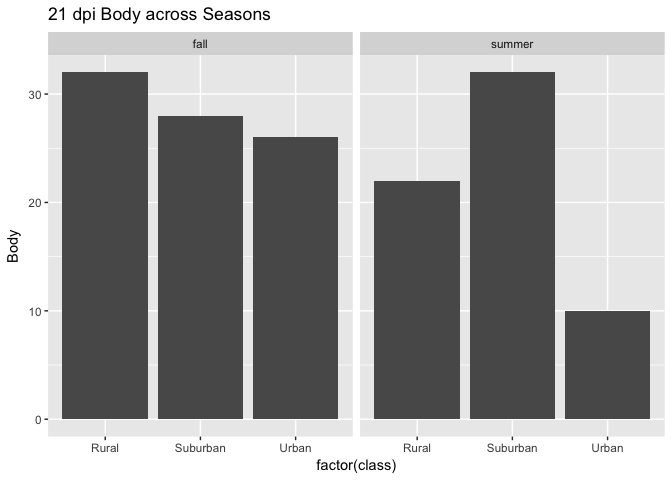 21 dpi Body across Seasons
fall summer
30
20
10
0
Body
Rural Suburban Urban Rural Suburban Urban
factor(class)